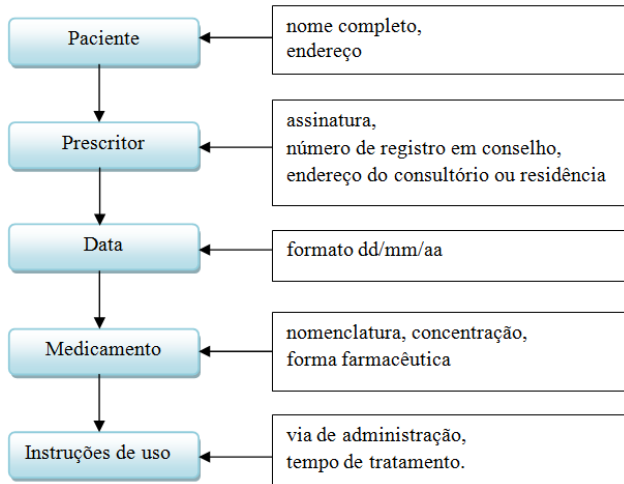 Paciente
nome completo,
endereço
Prescritor
assinatura,
número de registro em conselho,
endereço do consultório ou residência
Data
formato dd/mm/aa
Medicamento
nomenclatura, concentração,
forma farmacêutica
Instruções de uso
via de administração,
tempo de tratamento.